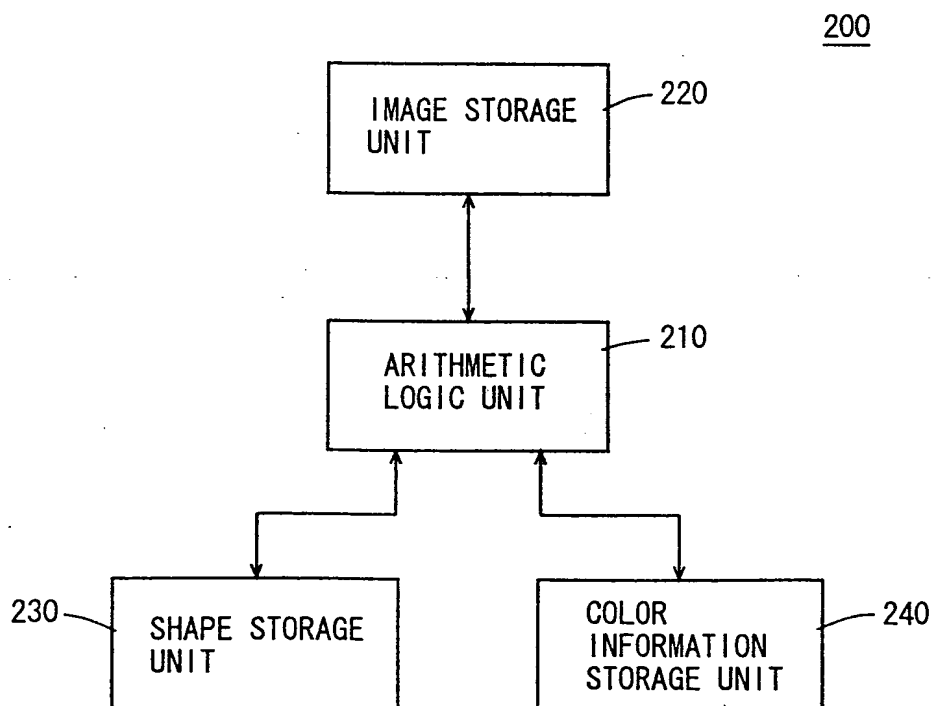 200
IMAGE STORAGE
UNIT
220
ARITHMETIC
LOGIC UNIT
210
230
SHAPE STORAGE
UNIT
COLOR
INFORMATION
STORAGE UNIT
240